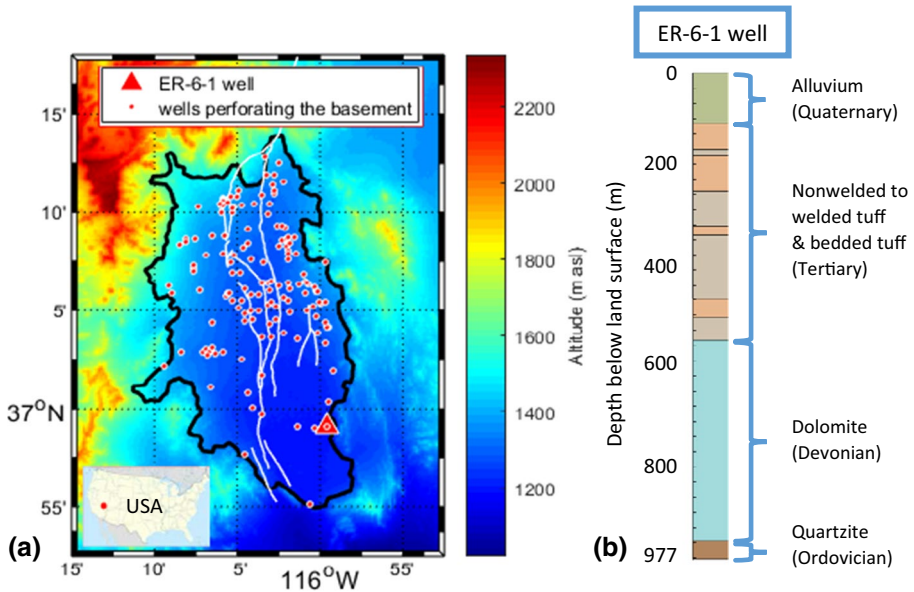 ER-6-1 well
wells perforating the basement
15'
10'
5'
37°N
55'
15'
10'
5'
116°W
55'
USA
(a)
2200
2000
1800
1600
1400
1200
Altitude (m asl)
ER-6-1 well
0
200
400
600
800
977
Depth below land surface (m)
Alluvium
(Quaternary)
Nonwelded to
welded tuff
& bedded tuff
(Tertiary)
Dolomite
(Devonian)
Quartzite
(Ordovician)
(b)